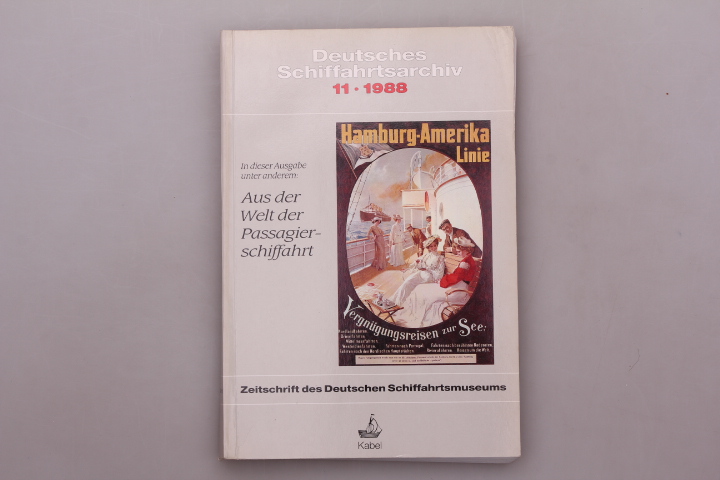 Deutsches
Schiffahrtsarchiv
11 · 1988
Hamburg-Amerika
Linie
In dieser Ausgabe
unter anderem:
Aus der
Welt der
Passagier-
schiffahrt
Vergnügungsreisen zur See:
Zeitschrift des Deutschen Schiffahrtsmuseums
Kabel